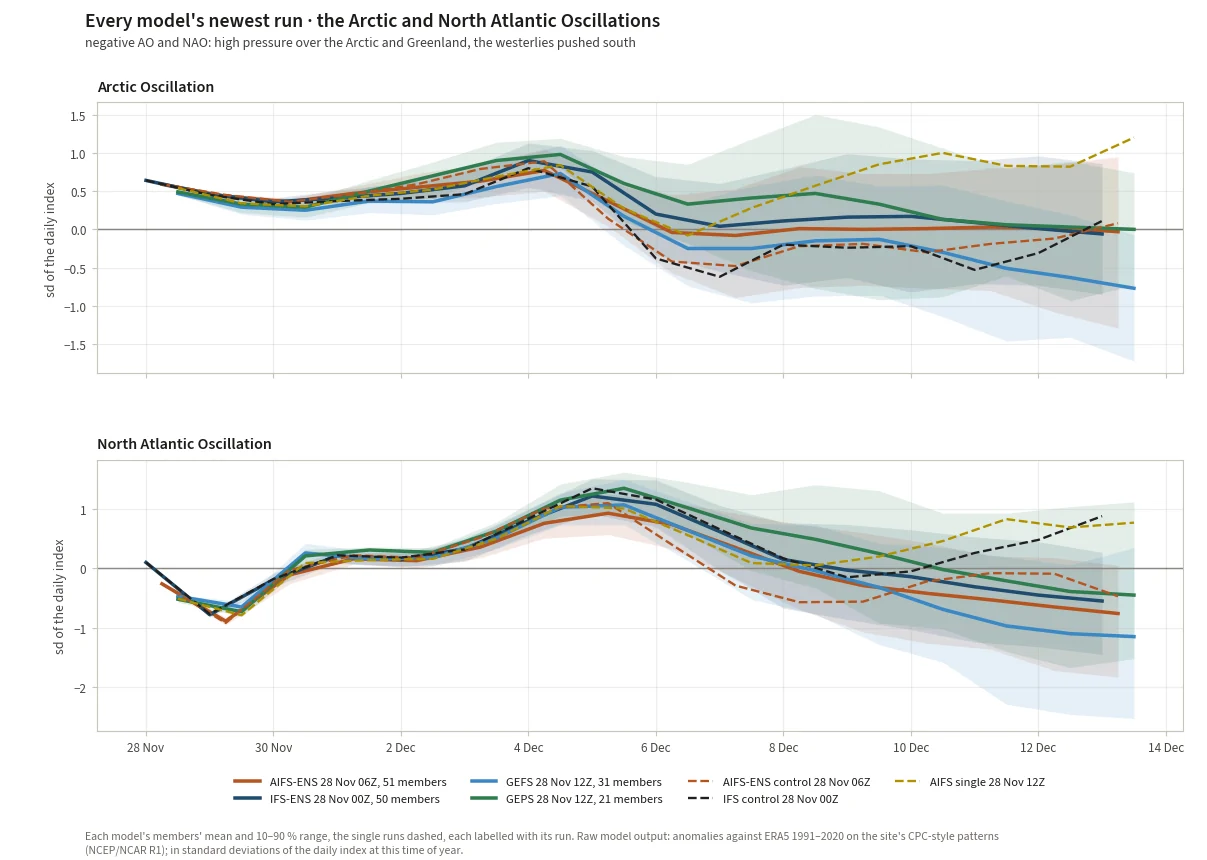 Every model's newest run · the Arctic and North Atlantic Oscillations
negative AO and NAO: high pressure over the Arctic and Greenland, the westerlies pushed south
Arctic Oscillation
sd of the daily index
1.5
1.0
0.5
0.0
−0.5
−1.0
−1.5
North Atlantic Oscillation
sd of the daily index
1
0
−1
−2
28 Nov 30 Nov 2 Dec 4 Dec 6 Dec 8 Dec 10 Dec 12 Dec 14 Dec
AIFS-ENS 28 Nov 06Z, 51 members GEFS 28 Nov 12Z, 31 members AIFS-ENS control 28 Nov 06Z AIFS single 28 Nov 12Z
IFS-ENS 28 Nov 00Z, 50 members GEPS 28 Nov 12Z, 21 members IFS control 28 Nov 00Z
Each model's members' mean and 10–90 % range, the single runs dashed, each labelled with its run. Raw model output: anomalies against ERA5 1991–2020 on the site's CPC-style patterns
(NCEP/NCAR R1); in standard deviations of the daily index at this time of year.